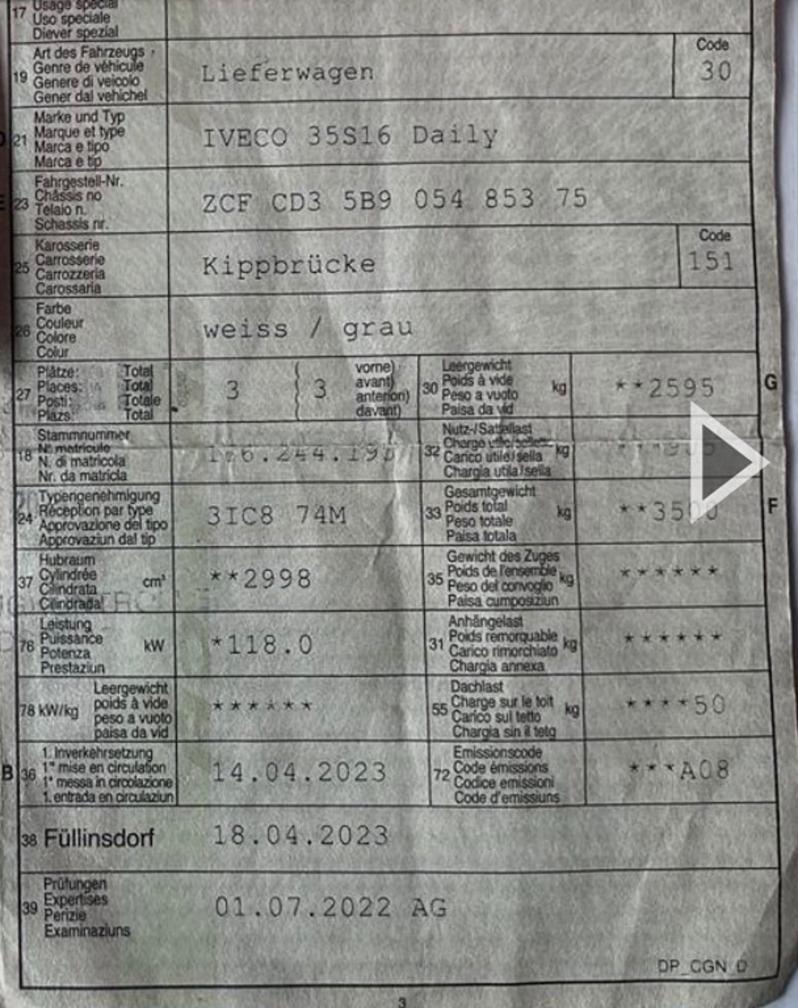 17 Usage spécial
Uso speciale
Diever spezial
Art des Fahrzeugs
19 Genre de véhicule
Genere di veicolo
Gener dal vehichel
Lieferwagen
Code
30
Marke und Typ
21 Marque et type
Marca e tipo
Marca e tip
IVECO 35S16 Daily
Fahrgestell-Nr.
23 Châssis no
Telaio n.
Schassis nr.
ZCF CD3 5B9 054 853 75
Karosserie
25 Carrosserie
Carrozzeria
Carossaria
Kippbrücke
Code
151
Farbe
26 Couleur
Colore
Colur
weiss / grau
Plätze: Total
27 Places: Total
Posti: Totale
Plazs: Total
3 3
vorne)
avant)
anteriori)
davant)
Leergewicht
30 Poids à vide kg
Peso a vuoto
Paisa da vid
**2595
G
Stammnummer
18 N° matricule
N. di matricola
Nr. da matricla
Nutz-/Sattellast
32 Charge utile/sellette kg
Carico utile/sella
Chargia utila/sella
Typengenehmigung
24 Réception par type
Approvazione del tipo
Approvaziun dal tip
3IC8 74M
Gesamtgewicht
33 Poids total kg
Peso totale
Paisa totala
**3500
F
Hubraum
37 Cylindrée cm³
Cilindrata
Cilindrada
**2998
Gewicht des Zuges
35 Poids de l'ensemble kg
Peso del convoglio
Paisa cumposiziun
******
Leistung
76 Puissance kW
Potenza
Prestaziun
*118.0
Anhängelast
31 Poids remorquable kg
Carico rimorchiato
Chargia annexa
******
Leergewicht
78 kW/kg poids à vide
peso a vuoto
paisa da vid
******
Dachlast
55 Charge sur le toit kg
Carico sul tetto
Chargia sin il tetg
****50
B
1. Inverkehrsetzung
36 1re mise en circulation
1a messa in circolazione
1. entrada en circulaziun
14.04.2023
Emissionscode
72 Code émissions
Codice emissioni
Code d'emissiuns
***A08
38 Füllinsdorf
18.04.2023
Prüfungen
39 Expertises
Perizie
Examinaziuns
01.07.2022 AG
DP_CGN_D
3